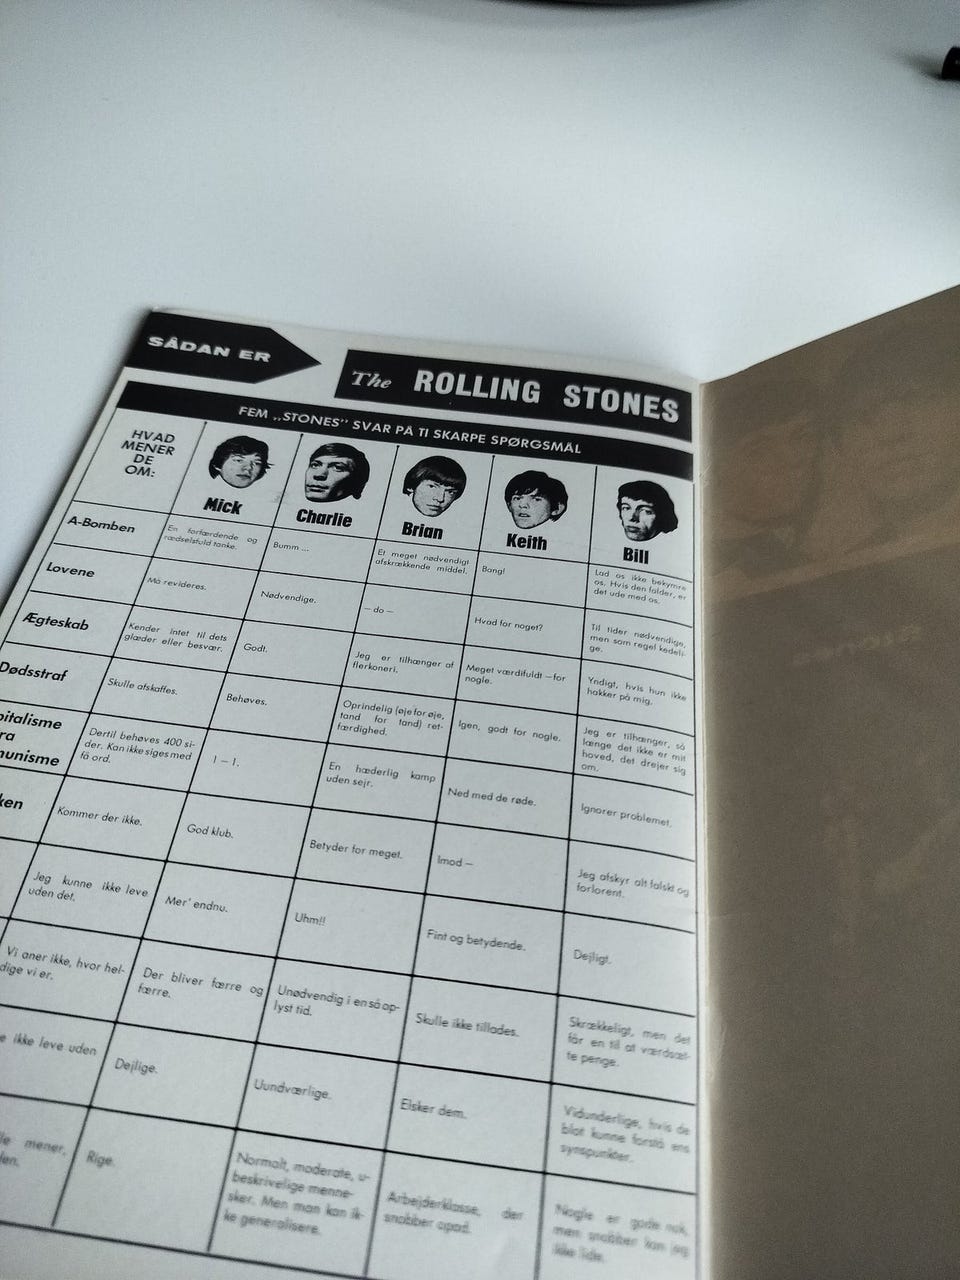 SÅDAN ER
The ROLLING STONES
FEM „STONES” SVAR PÅ TI SKARPE SPØRGSMÅL
HVAD
MENER
DE
OM:
Mick
Charlie
Brian
Keith
Bill
A-Bomben
En forfærdende og
rædselsfuld tanke.
Bumm ...
Et meget nødvendigt
afskrækkende middel.
Bang!
Lad os ikke bekymre
os. Hvis den falder, er
det ude med os.
Lovene
Må revideres.
Nødvendige.
— do —
Hvad for noget?
Til tider nødvendige,
men som regel kedeli-
ge.
Ægteskab
Kender intet til dets
glæder eller besvær.
Godt.
Jeg er tilhænger af
flerkoneri.
Meget værdifuldt — for
nogle.
Yndigt, hvis hun ikke
hakker på mig.
Dødsstraf
Skulle afskaffes.
Behøves.
Oprindelig (øje for øje,
tand for tand) ret-
færdighed.
Igen, godt for nogle.
Jeg er tilhænger, så
længe det ikke er mit
hoved, det drejer sig
om.
pitalisme
ra
unisme
Dertil behøves 400 si-
der. Kan ikke siges med
få ord.
1 — 1.
En hæderlig kamp
uden sejr.
Ned med de røde.
Ignorer problemet.
ken
Kommer der ikke.
God klub.
Betyder for meget.
Imod —
Jeg afskyr alt falskt og
forlorent.
Jeg kunne ikke leve
uden det.
Mer' endnu.
Uhm!!
Fint og betydende.
Dejligt.
Vi aner ikke, hvor hel-
dige vi er.
Der bliver færre og
færre.
Unødvendig i en så op-
lyst tid.
Skulle ikke tillades.
Skrækkeligt, men det
får en til at værdsæt-
te penge.
e ikke leve uden
Dejlige.
Uundværlige.
Elsker dem.
Vidunderlige, hvis de
blot kunne forstå ens
synspunkter.
le mener,
den.
Rige.
Normalt, moderate, u-
beskrivelige menne-
sker. Men man kan ik-
ke generalisere.
Arbejderklasse, der
snobber opad.
Nogle er gode nok,
men snobber kan jeg
ikke lide.